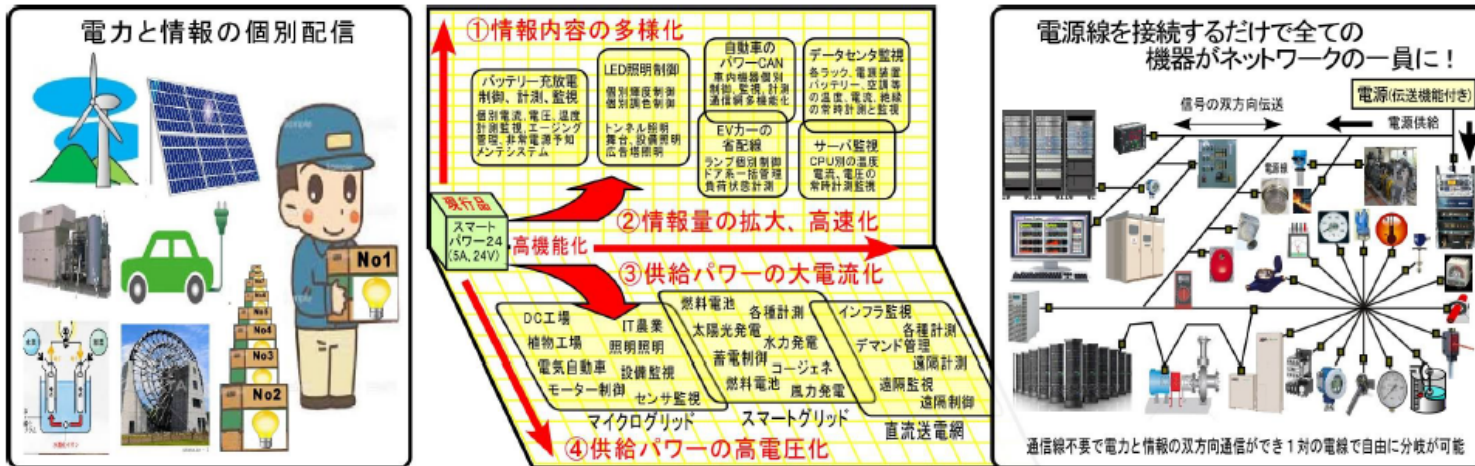 電力と情報の個別配信
No1
No4
No3
No2
①情報内容の多様化
バッテリー充放電
制御、計測、監視
個別電流、電圧、温度
計測監視、エージング
管理、非常電源予知
メンテシステム
LED照明制御
個別輝度制御
個別調色制御
トンネル照明
舞台、設備照明
広告塔照明
自動車の
パワーCAN
車内機器個別
制御、監視、計測
通信網多機能化
EVカーの
省配線
ランプ個別制御
ドア系一括管理
負荷状態計測
データセンタ監視
各ラック、電源装置
バッテリー、空調等
の温度、電流、絶縁
の常時計測と監視
サーバ監視
CPU別の温度
電流、電圧の
常時計測監視
現行品
スマート
パワー24
(5A, 24V)
高機能化
②情報量の拡大、高速化
③供給パワーの大電流化
DC工場
IT農業
植物工場
照明照明
電気自動車
設備監視
モーター制御
センサ監視
マイクログリッド
燃料電池
各種計測
太陽光発電
水力発電
蓄電制御
コージェネ
燃料電池
風力発電
スマートグリッド
インフラ監視
各種計測
デマンド管理
遠隔計測
遠隔監視
遠隔制御
直流送電網
④供給パワーの高電圧化
電源線を接続するだけで全ての
機器がネットワークの一員に！
電源(伝送機能付き)
信号の双方向伝送
電源供給
電源線
通信線不要で電力と情報の双方向通信ができ１対の電線で自由に分岐が可能